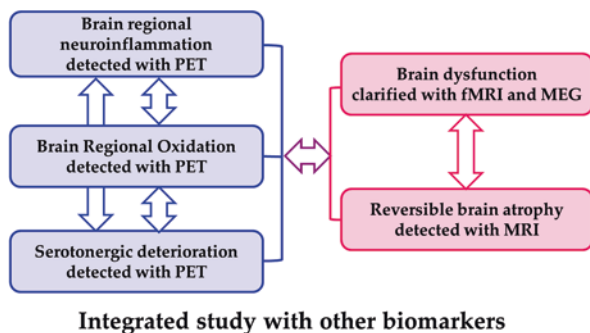 Brain regional
neuroinflammation
detected with PET
Brain Regional Oxidation
detected with PET
Serotonergic deterioration
detected with PET
Brain dysfunction
clarified with fMRI and MEG
Reversible brain atrophy
detected with MRI
Integrated study with other biomarkers